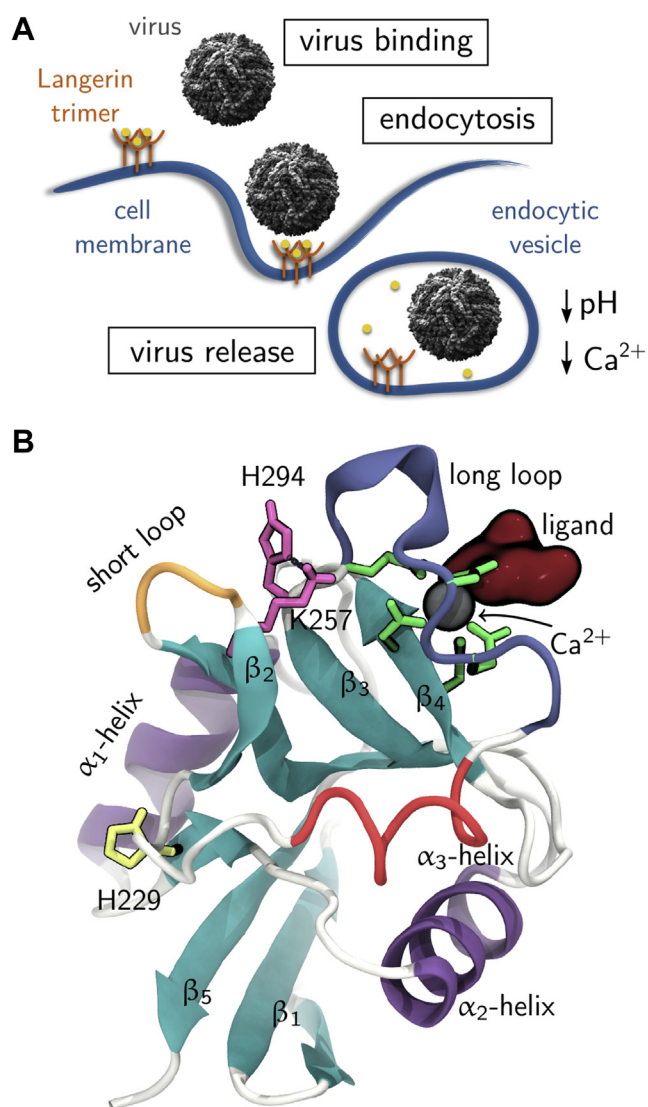 A
virus
virus binding
Langerin
trimer
endocytosis
cell
membrane
endocytic
vesicle
↓ pH
virus release
↓ Ca²⁺
B
H294
long loop
ligand
short loop
K257
Ca²⁺
β₂
β₃
β₄
α₁-helix
α₃-helix
H229
α₂-helix
β₅
β₁